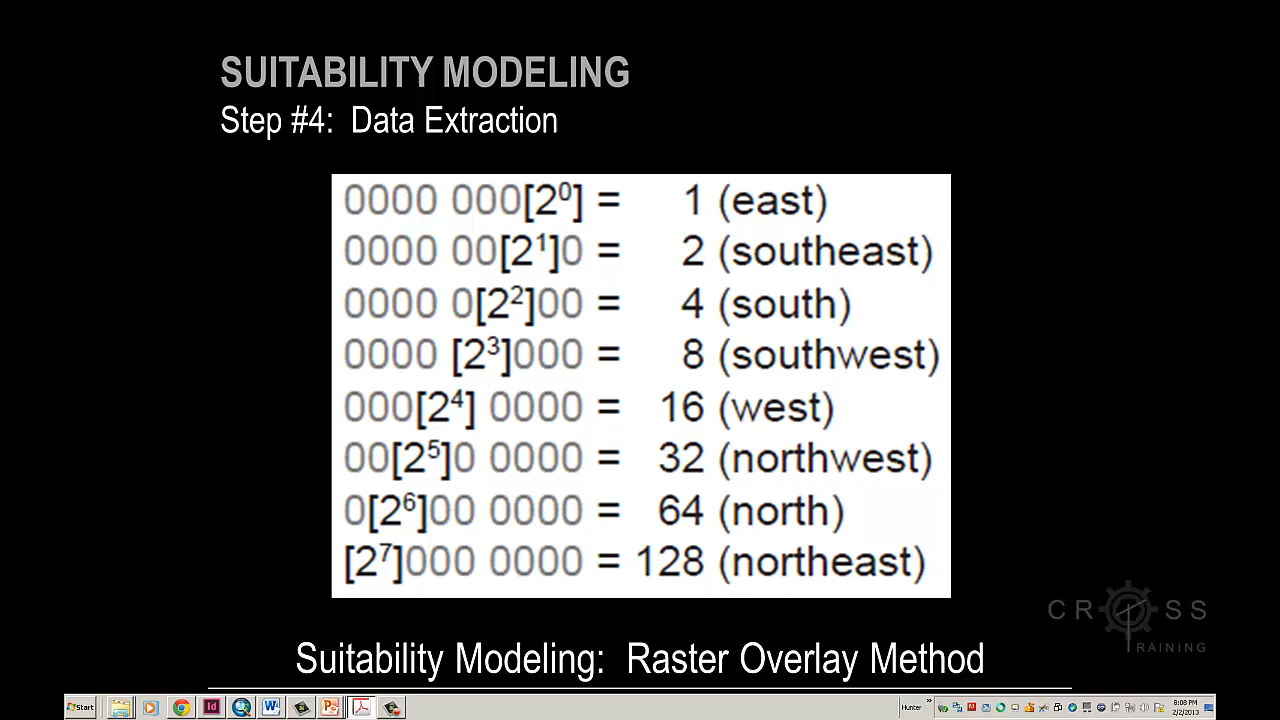 SUITABILITY MODELING
Step #4: Data Extraction
0000 000[2⁰] = 1 (east)
0000 00[2¹]0 = 2 (southeast)
0000 0[2²]00 = 4 (south)
0000 [2³]000 = 8 (southwest)
000[2⁴] 0000 = 16 (west)
00[2⁵]0 0000 = 32 (northwest)
0[2⁶]00 0000 = 64 (north)
[2⁷]000 0000 = 128 (northeast)
CROSS
TRAINING
Suitability Modeling: Raster Overlay Method
Start
Hunter
8:08 PM
2/2/2013